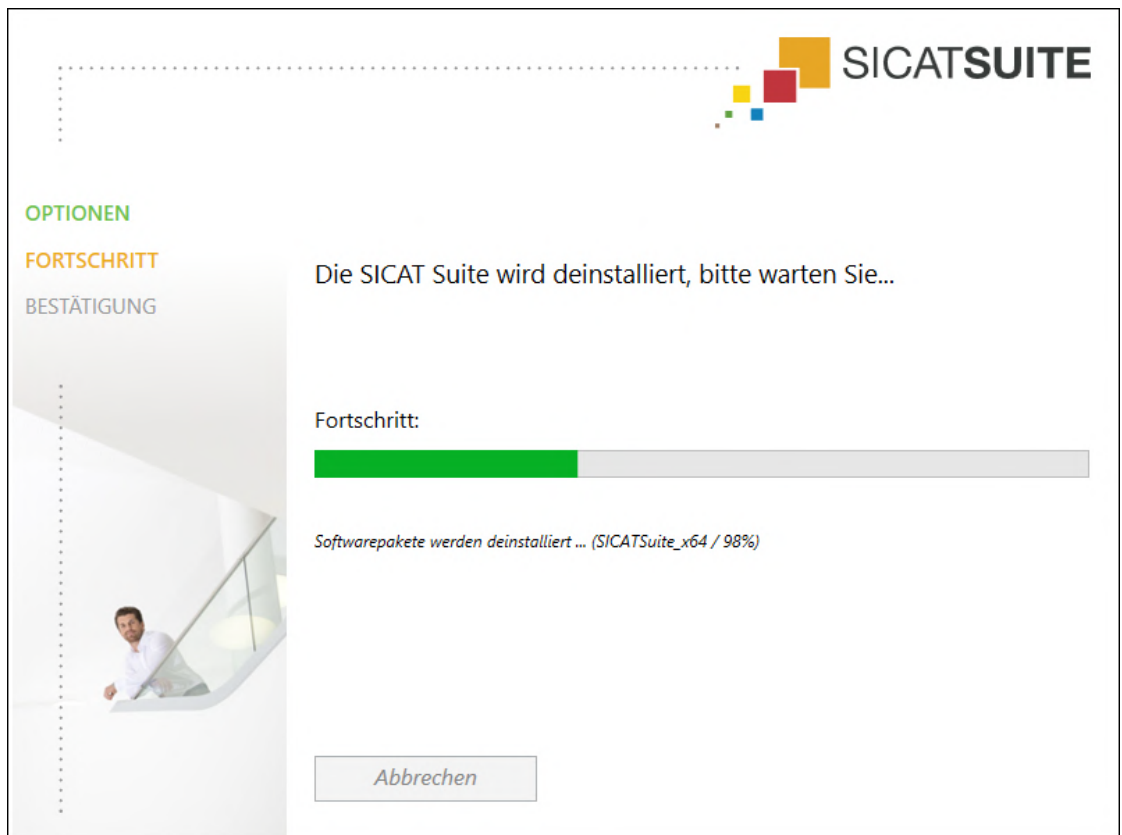 SICATSUITE
OPTIONEN
FORTSCHRITT
BESTÄTIGUNG
Die SICAT Suite wird deinstalliert, bitte warten Sie...
Fortschritt:
Softwarepakete werden deinstalliert ... (SICATSuite_x64 / 98%)
Abbrechen